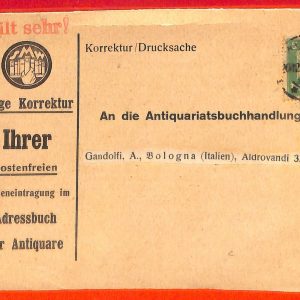 ilt sehr!
Korrektur/Drucksache
ge Korrektur
Ihrer
ostenfreien
eneintragung im
Adressbuch
r Antiquare
An die Antiquariatsbuchhandlung
Gandolfi, A., Bologna (Italien), Aldrovandi 3.